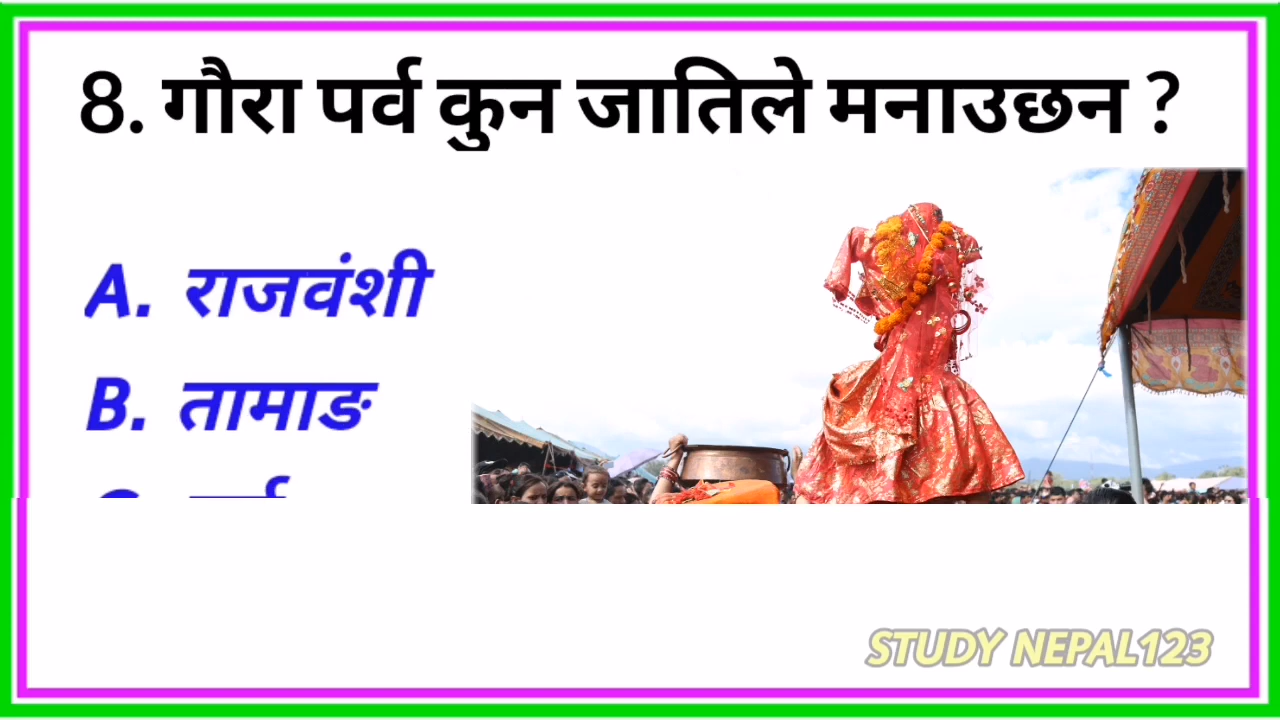 8. गौरा पर्व कुन जातिले मनाउछन ?
A. राजवंशी
B. तामाङ
STUDY NEPAL123